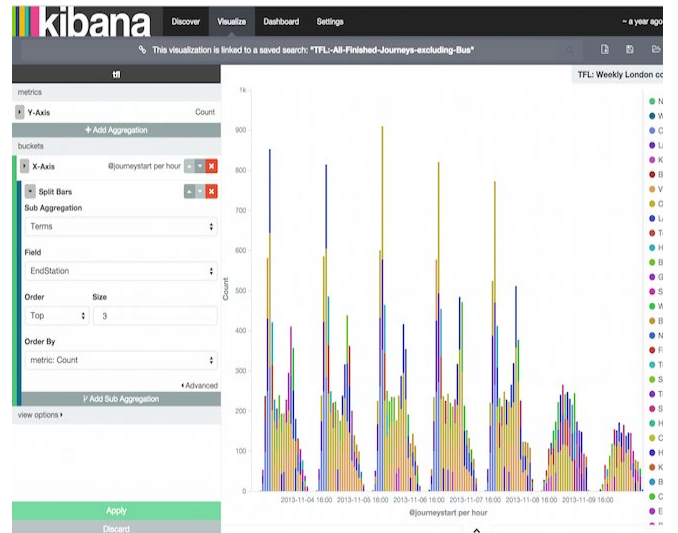 kibana
Discover Visualize Dashboard Settings ~ a year ago
This visualization is linked to a saved search: "TFL:-All-Finished-Journeys-excluding-Bus"
tfl
metrics
Y-Axis Count
+ Add Aggregation
buckets
X-Axis @journeystart per hour
Split Bars
Sub Aggregation
Terms
Field
EndStation
Order Size
Top 3
Order By
metric: Count
Advanced
Add Sub Aggregation
view options
Apply
Discard
TFL: Weekly London co
1k
900
800
700
600
500
400
300
200
100
0
Count
2013-11-04 16:00 2013-11-05 16:00 2013-11-06 16:00 2013-11-07 16:00 2013-11-08 16:00 2013-11-09 16:00
@journeystart per hour
N
W
C
Li
K
B
V
O
L
T
H
B
G
S
W
B
N
F
T
S
T
S
H
C
H
K
B
C
E